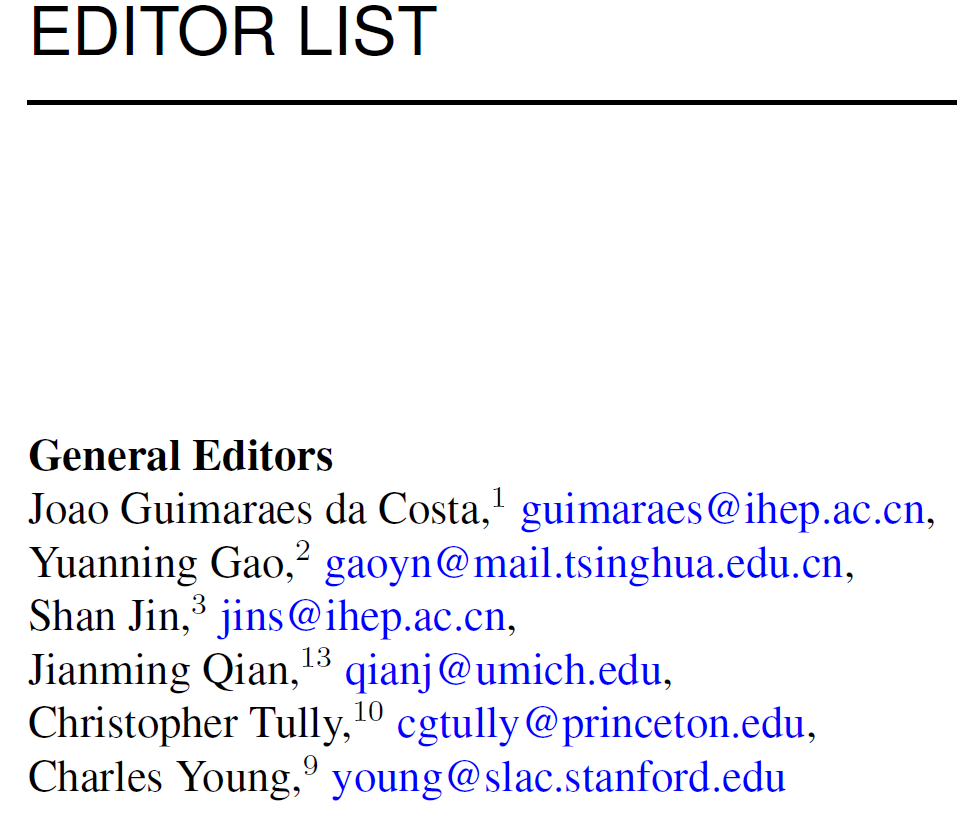 EDITOR LIST
General Editors
Joao Guimaraes da Costa,¹ guimaraes@ihep.ac.cn,
Yuanning Gao,² gaoyn@mail.tsinghua.edu.cn,
Shan Jin,³ jins@ihep.ac.cn,
Jianming Qian,¹³ qianj@umich.edu,
Christopher Tully,¹⁰ cgtully@princeton.edu,
Charles Young,⁹ young@slac.stanford.edu